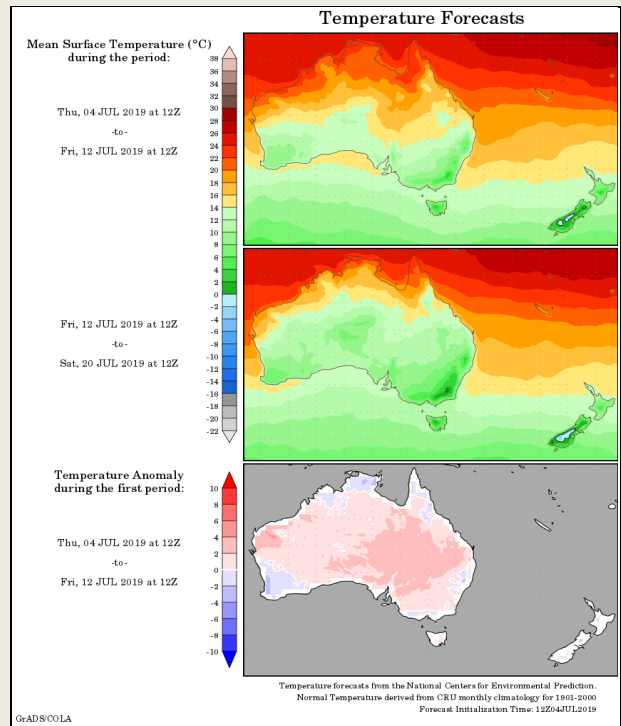 Temperature Forecasts
Mean Surface Temperature (°C)
during the period:
Thu, 04 JUL 2019 at 12Z
-to-
Fri, 12 JUL 2019 at 12Z
38
36
34
32
30
28
26
24
22
20
18
16
14
12
10
8
6
4
2
0
-2
-4
-6
-8
-10
-12
-14
-16
-18
-20
-22
Fri, 12 JUL 2019 at 12Z
-to-
Sat, 20 JUL 2019 at 12Z
Temperature Anomaly
during the first period:
Thu, 04 JUL 2019 at 12Z
-to-
Fri, 12 JUL 2019 at 12Z
10
8
6
4
2
0
-2
-4
-6
-8
-10
Temperature forecasts from the National Centers for Environmental Prediction.
Normal Temperature derived from CRU monthly climatology for 1901-2000
Forecast Initialization Time: 12Z04JUL2019
GrADS/COLA